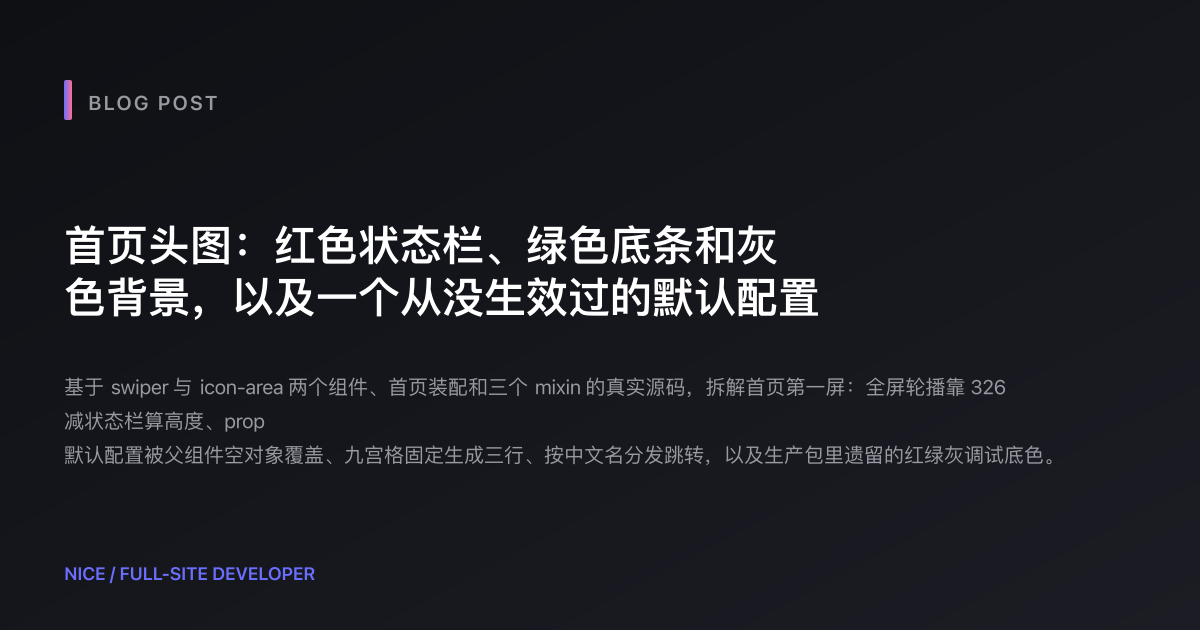 BLOG POST
首页头图：红色状态栏、绿色底条和灰
色背景，以及一个从没生效过的默认配置
基于 swiper 与 icon-area 两个组件、首页装配和三个 mixin 的真实源码，拆解首页第一屏：全屏轮播靠 326
减状态栏算高度、prop
默认配置被父组件空对象覆盖、九宫格固定生成三行、按中文名分发跳转，以及生产包里遗留的红绿灰调试底色。
NICE / FULL-SITE DEVELOPER